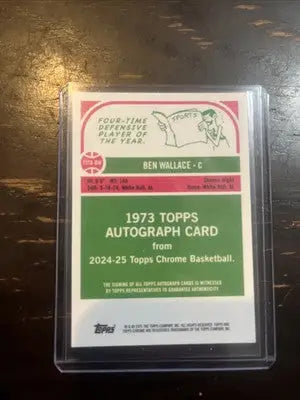 FOUR-TIME
DEFENSIVE
PLAYER OF
THE YEAR.
SPORTS
BEN WALLACE - C
1973 TOPPS
AUTOGRAPH CARD
from
2024-25 Topps Chrome Basketball.
THE SIGNING OF ALL TOPPS AUTOGRAPH CARDS IS WITNESSED
BY TOPPS REPRESENTATIVES TO GUARANTEE AUTHENTICITY.
TOPPS